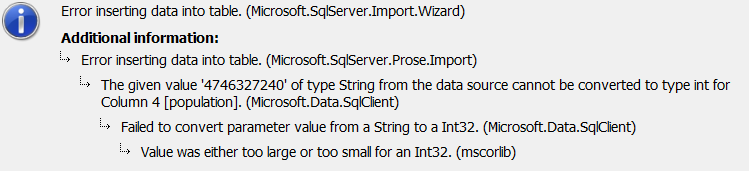 Error inserting data into table. (Microsoft.SqlServer.Import.Wizard)
Additional information:
Error inserting data into table. (Microsoft.SqlServer.Prose.Import)
The given value '4746327240' of type String from the data source cannot be converted to type int for
Column 4 [population]. (Microsoft.Data.SqlClient)
Failed to convert parameter value from a String to a Int32. (Microsoft.Data.SqlClient)
Value was either too large or too small for an Int32. (mscorlib)